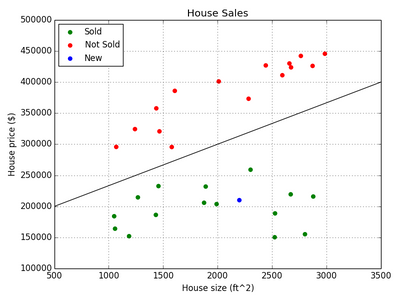 House Sales
Sold
Not Sold
New
House price ($)
500000
450000
400000
350000
300000
250000
200000
150000
100000
500 1000 1500 2000 2500 3000 3500
House size (ft^2)